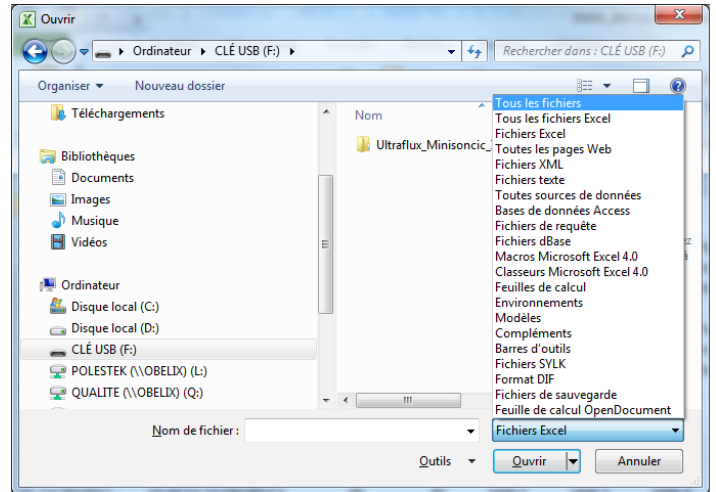 Ouvrir
Ordinateur
CLÉ USB (F:)
Rechercher dans : CLÉ USB (F:)
Organiser
Nouveau dossier
Téléchargements
Bibliothèques
Documents
Images
Musique
Vidéos
Ordinateur
Disque local (C:)
Disque local (D:)
CLÉ USB (F:)
POLESTEK (\\OBELIX) (L:)
QUALITE (\\OBELIX) (Q:)
Nom
Ultraflux_Minisoncic_
Tous les fichiers
Tous les fichiers Excel
Fichiers Excel
Toutes les pages Web
Fichiers XML
Fichiers texte
Toutes sources de données
Bases de données Access
Fichiers de requête
Fichiers dBase
Macros Microsoft Excel 4.0
Classeurs Microsoft Excel 4.0
Feuilles de calcul
Environnements
Modèles
Compléments
Barres d'outils
Fichiers SYLK
Format DIF
Fichiers de sauvegarde
Feuille de calcul OpenDocument
Nom de fichier :
Fichiers Excel
Outils
Ouvrir
Annuler